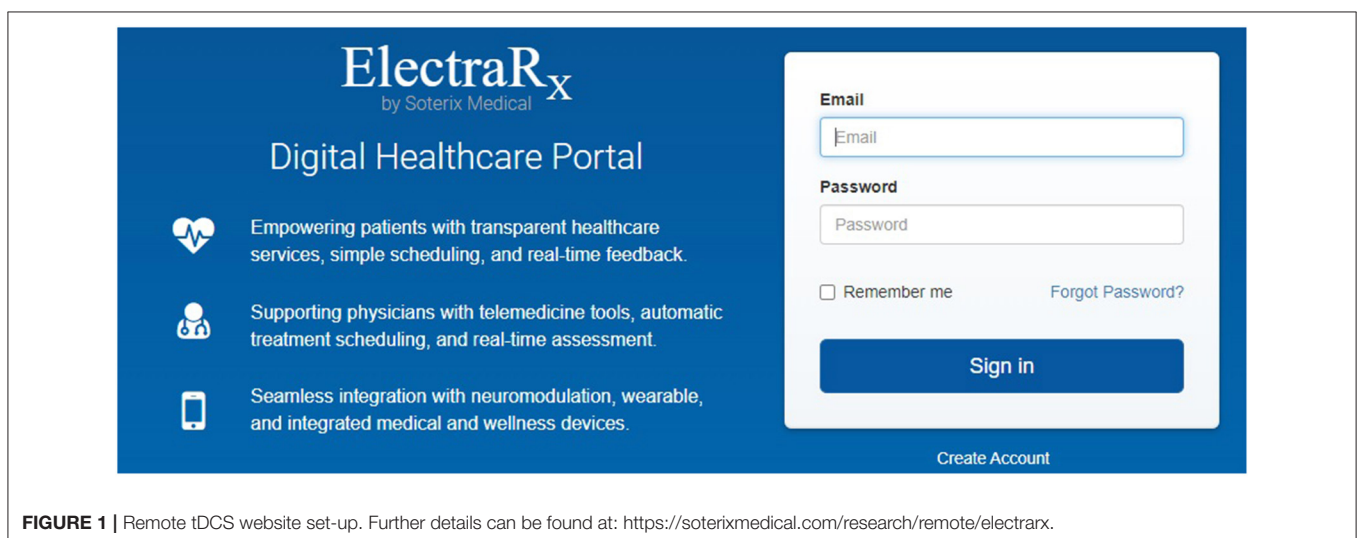 ElectraRx
by Soterix Medical
Digital Healthcare Portal
Empowering patients with transparent healthcare
services, simple scheduling, and real-time feedback.
Supporting physicians with telemedicine tools, automatic
treatment scheduling, and real-time assessment.
Seamless integration with neuromodulation, wearable,
and integrated medical and wellness devices.
Email
Email
Password
Password
Remember me
Forgot Password?
Sign in
Create Account
FIGURE 1 | Remote tDCS website set-up. Further details can be found at: https://soterixmedical.com/research/remote/electrarx.